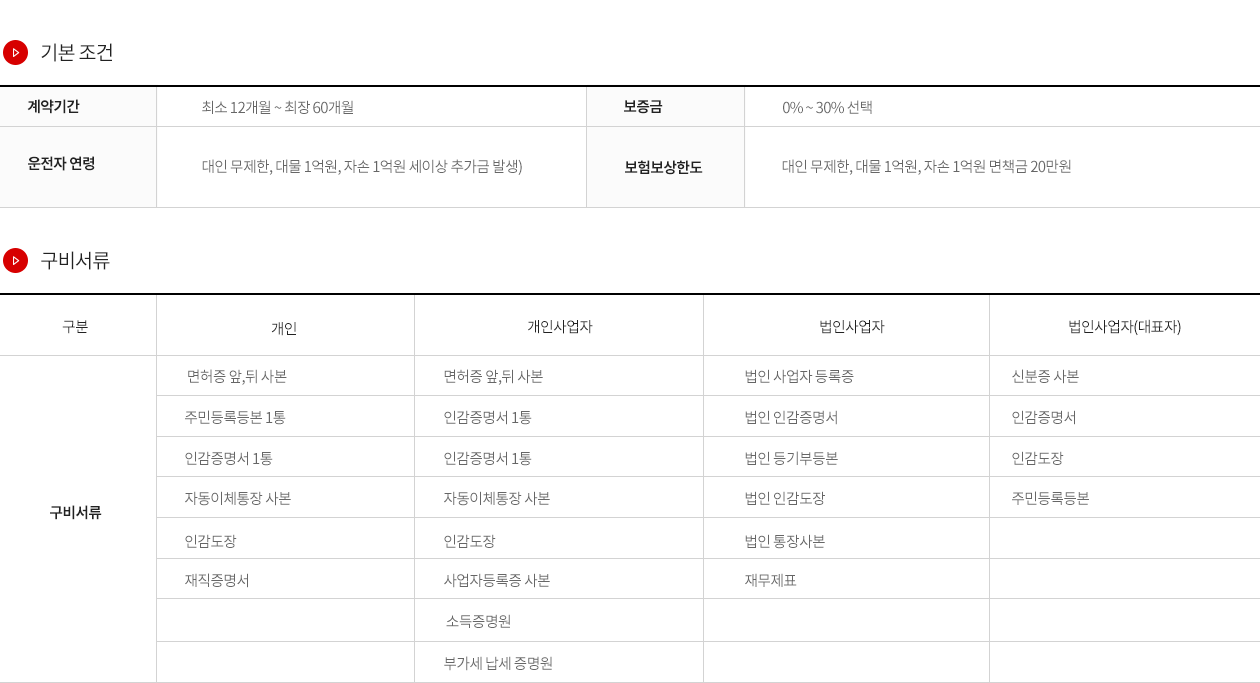 기본 조건
계약기간 최소 12개월 ~ 최장 60개월 보증금 0% ~ 30% 선택
운전자 연령 대인 무제한, 대물 1억원, 자손 1억원 세이상 추가금 발생) 보험보상한도 대인 무제한, 대물 1억원, 자손 1억원 면책금 20만원
구비서류
구분 개인 개인사업자 법인사업자 법인사업자(대표자)
면허증 앞,뒤 사본 면허증 앞,뒤 사본 법인 사업자 등록증 신분증 사본
주민등록등본 1통 인감증명서 1통 법인 인감증명서 인감증명서
인감증명서 1통 인감증명서 1통 법인 등기부등본 인감도장
자동이체통장 사본 자동이체통장 사본 법인 인감도장 주민등록등본
구비서류
인감도장 인감도장 법인 통장사본
재직증명서 사업자등록증 사본 재무제표
소득증명원
부가세 납세 증명원